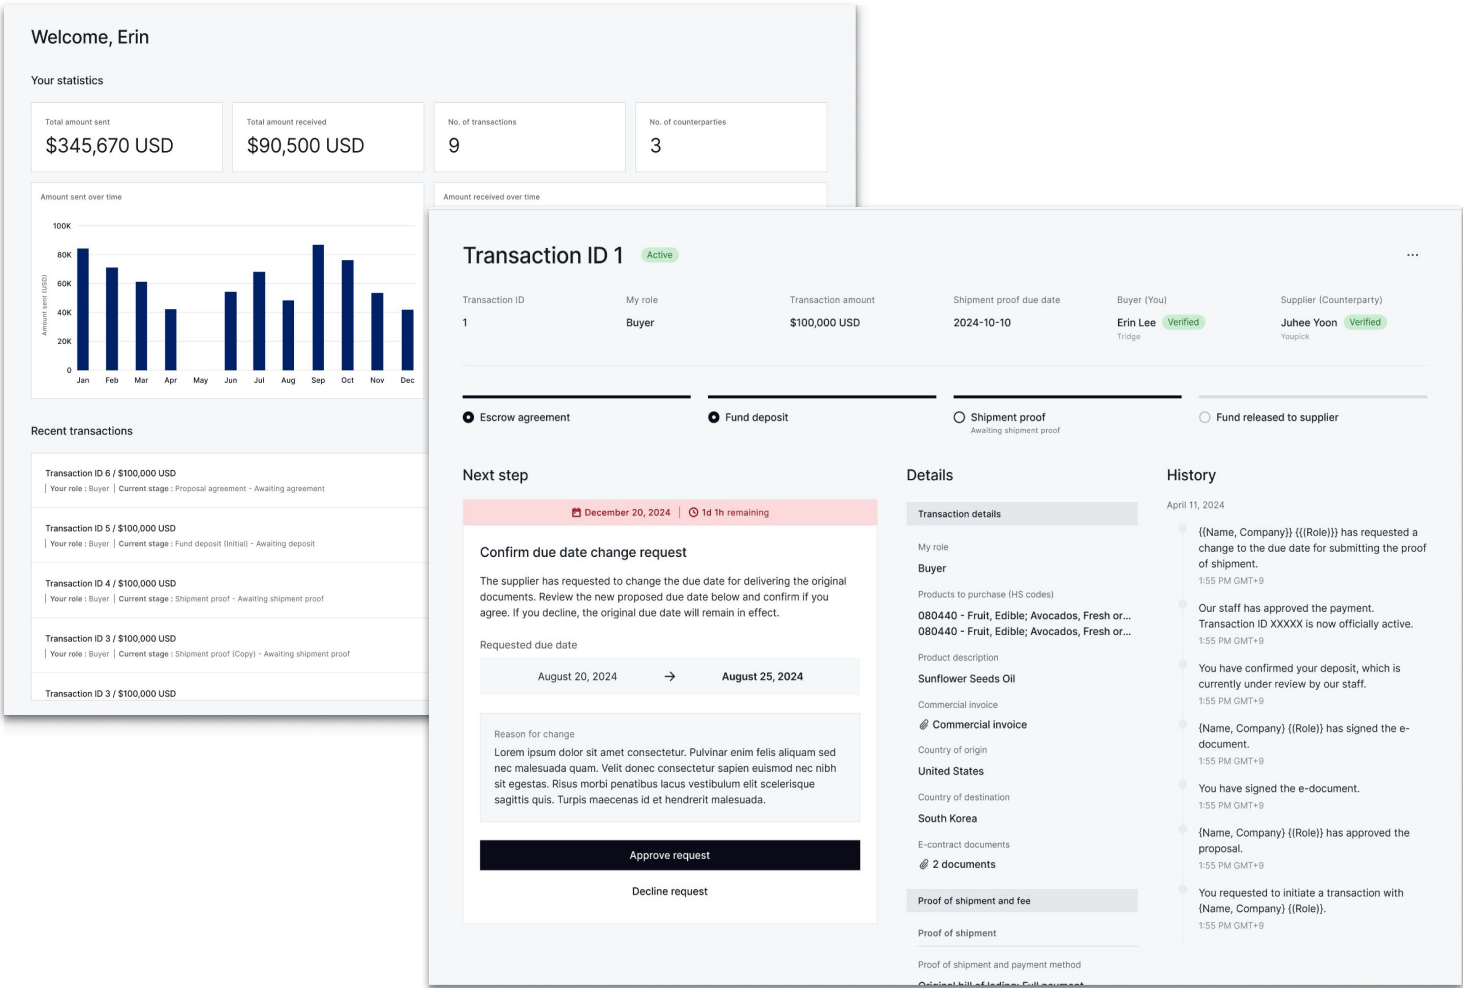 Welcome, Erin
Your statistics
Total amount sent
$345,670 USD
Total amount received
$90,500 USD
No. of transactions
9
No. of counterparties
3
Amount sent over time
Amount sent (USD)
100K
80K
60K
40K
20K
0
Jan Feb Mar Apr May Jun Jul Aug Sep Oct Nov Dec
Amount received over time
Recent transactions
Transaction ID 6 / $100,000 USD
Your role : Buyer | Current stage : Proposal agreement - Awaiting agreement
Transaction ID 5 / $100,000 USD
Your role : Buyer | Current stage : Fund deposit (Initial) - Awaiting deposit
Transaction ID 4 / $100,000 USD
Your role : Buyer | Current stage : Shipment proof - Awaiting shipment proof
Transaction ID 3 / $100,000 USD
Your role : Buyer | Current stage : Shipment proof (Copy) - Awaiting shipment proof
Transaction ID 3 / $100,000 USD
Transaction ID 1 Active
...
Transaction ID
1
My role
Buyer
Transaction amount
$100,000 USD
Shipment proof due date
2024-10-10
Buyer (You)
Erin Lee Verified
Tridge
Supplier (Counterparty)
Juhee Yoon Verified
Youpick
Escrow agreement
Fund deposit
Shipment proof
Awaiting shipment proof
Fund released to supplier
Next step
December 20, 2024 | 1d 1h remaining
Confirm due date change request
The supplier has requested to change the due date for delivering the original
documents. Review the new proposed due date below and confirm if you
agree. If you decline, the original due date will remain in effect.
Requested due date
August 20, 2024 → August 25, 2024
Reason for change
Lorem ipsum dolor sit amet consectetur. Pulvinar enim felis aliquam sed
nec malesuada quam. Velit donec consectetur sapien euismod nec nibh
sit egestas. Risus morbi penatibus lacus vestibulum elit scelerisque
sagittis quis. Turpis maecenas id et hendrerit malesuada.
Approve request
Decline request
Details
Transaction details
My role
Buyer
Products to purchase (HS codes)
080440 - Fruit, Edible; Avocados, Fresh or...
080440 - Fruit, Edible; Avocados, Fresh or...
Product description
Sunflower Seeds Oil
Commercial invoice
Commercial invoice
Country of origin
United States
Country of destination
South Korea
E-contract documents
2 documents
Proof of shipment and fee
Proof of shipment
Proof of shipment and payment method
Original bill of lading: Full payment
History
April 11, 2024
{{Name, Company}} {{(Role)}} has requested a
change to the due date for submitting the proof
of shipment.
1:55 PM GMT+9
Our staff has approved the payment.
Transaction ID XXXXX is now officially active.
1:55 PM GMT+9
You have confirmed your deposit, which is
currently under review by our staff.
1:55 PM GMT+9
{Name, Company} {(Role)} has signed the e-
document.
1:55 PM GMT+9
You have signed the e-document.
1:55 PM GMT+9
{Name, Company} {(Role)} has approved the
proposal.
1:55 PM GMT+9
You requested to initiate a transaction with
{Name, Company} {(Role)}.
1:55 PM GMT+9